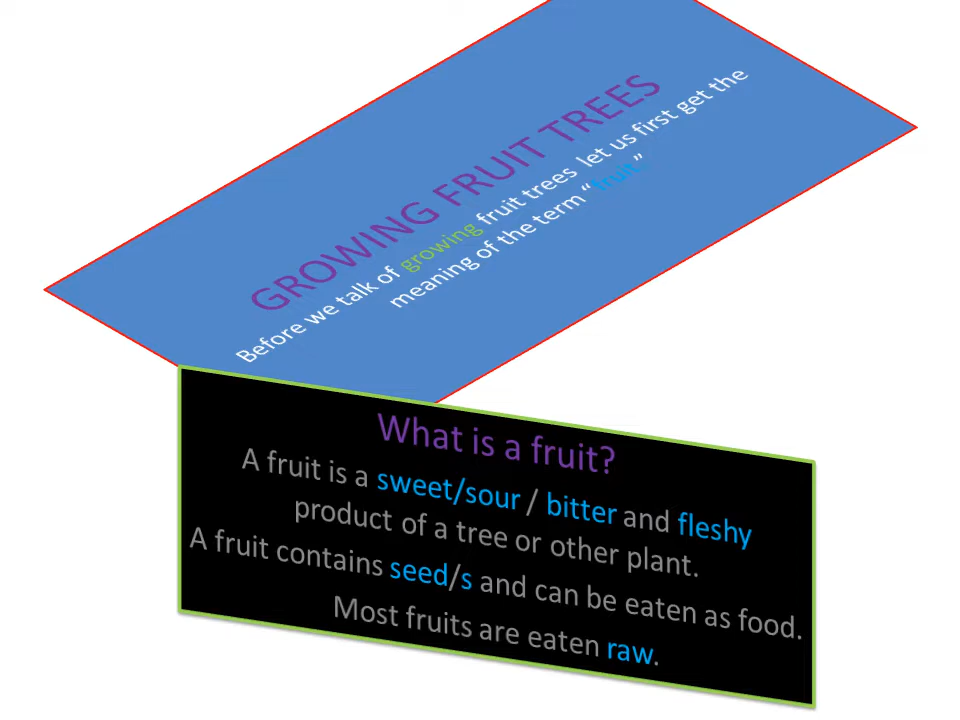 GROWING FRUIT TREES
Before we talk of growing fruit trees let us first get the
meaning of the term “fruit.”
What is a fruit?
A fruit is a sweet/sour / bitter and fleshy
product of a tree or other plant.
A fruit contains seed/s and can be eaten as food.
Most fruits are eaten raw.